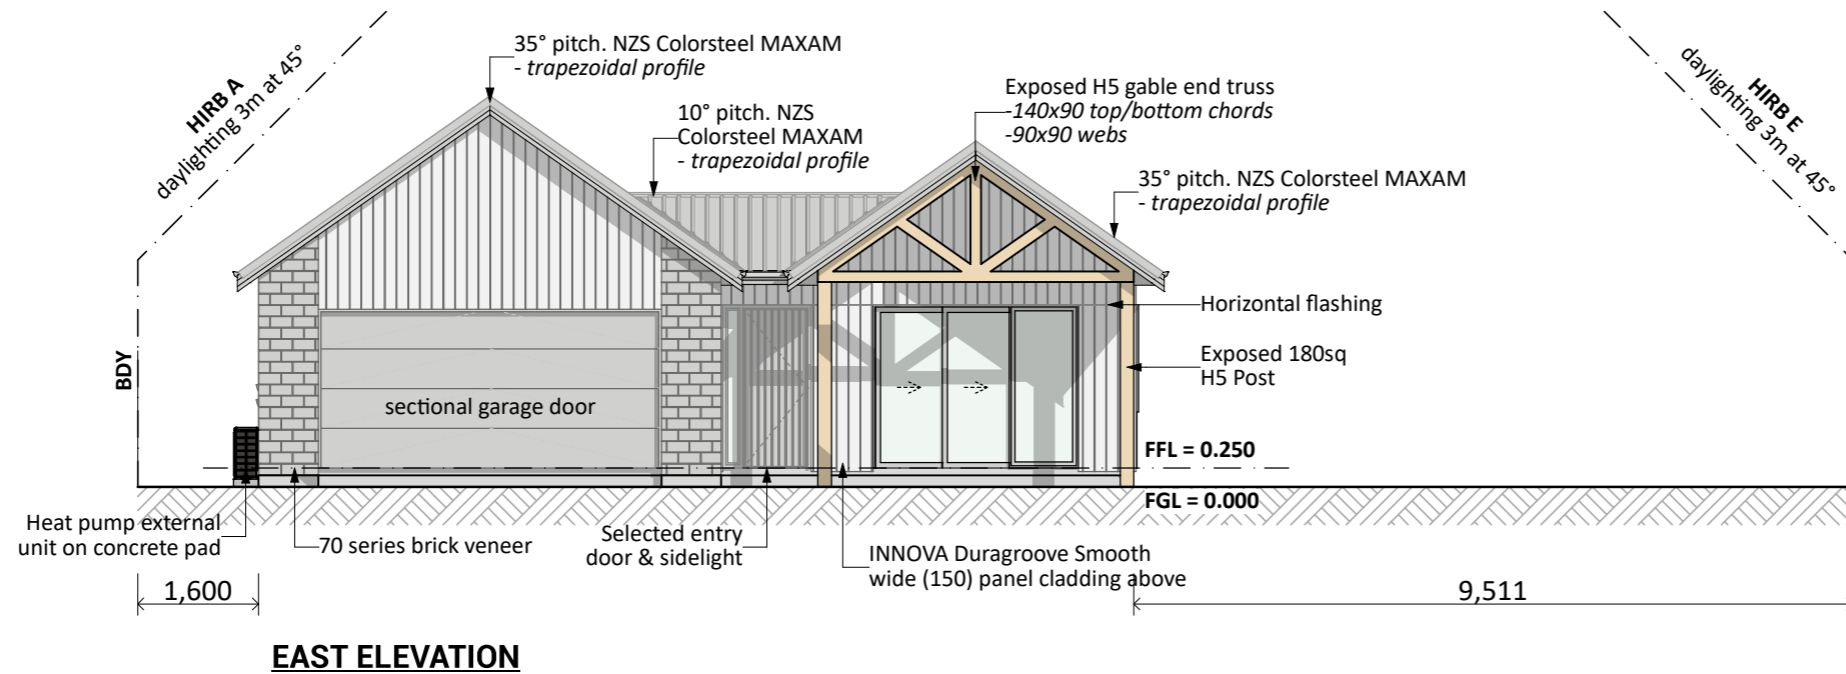 35° pitch. NZS Colorsteel MAXAM
- trapezoidal profile
HIRB A
daylighting 3m at 45°
10° pitch. NZS
Colorsteel MAXAM
- trapezoidal profile
Exposed H5 gable end truss
-140x90 top/bottom chords
-90x90 webs
HIRB E
daylighting 3m at 45°
35° pitch. NZS Colorsteel MAXAM
- trapezoidal profile
Horizontal flashing
Exposed 180sq
H5 Post
BDY
sectional garage door
FFL = 0.250
FGL = 0.000
Heat pump external
unit on concrete pad
70 series brick veneer
Selected entry
door & sidelight
INNOVA Duragroove Smooth
wide (150) panel cladding above
1,600
9,511
EAST ELEVATION